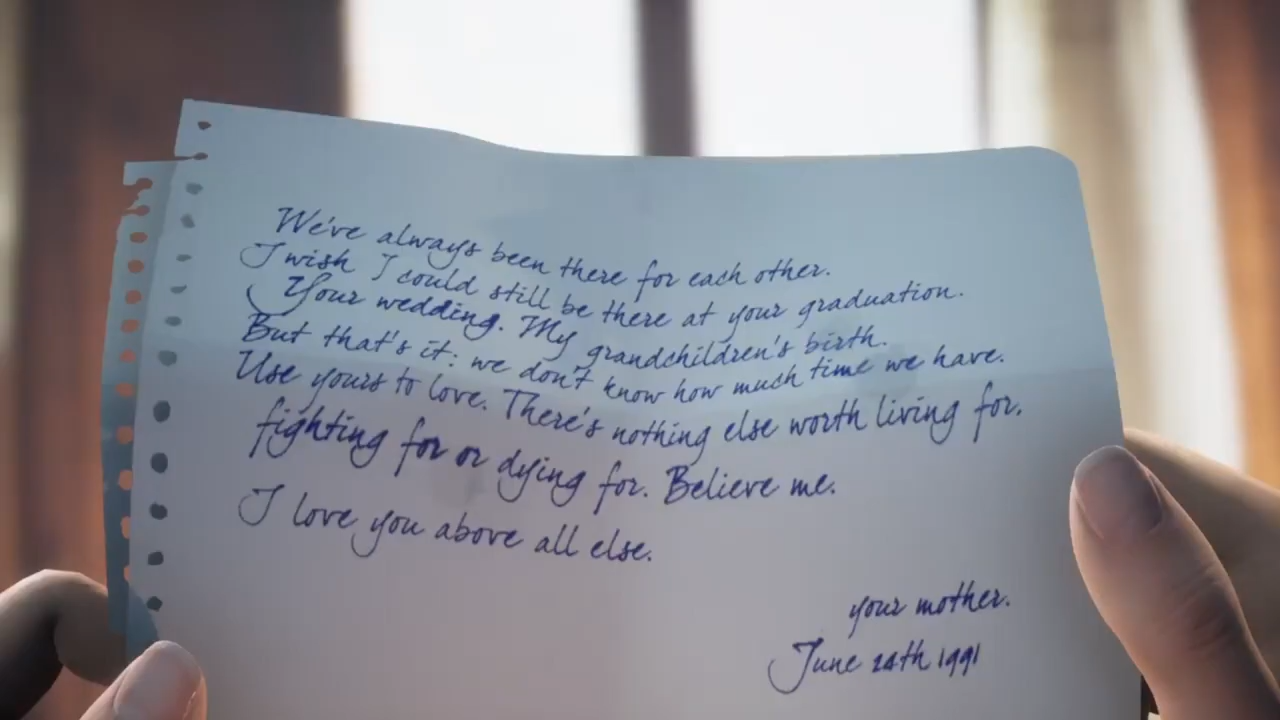 We've always been there for each other.
I wish I could still be there at your graduation.
Your wedding. My grandchildren's birth.
But that's it: we don't know how much time we have.
Use yours to love. There's nothing else worth living for.
fighting for or dying for. Believe me.
I love you above all else.
your mother.
June 24th 1991